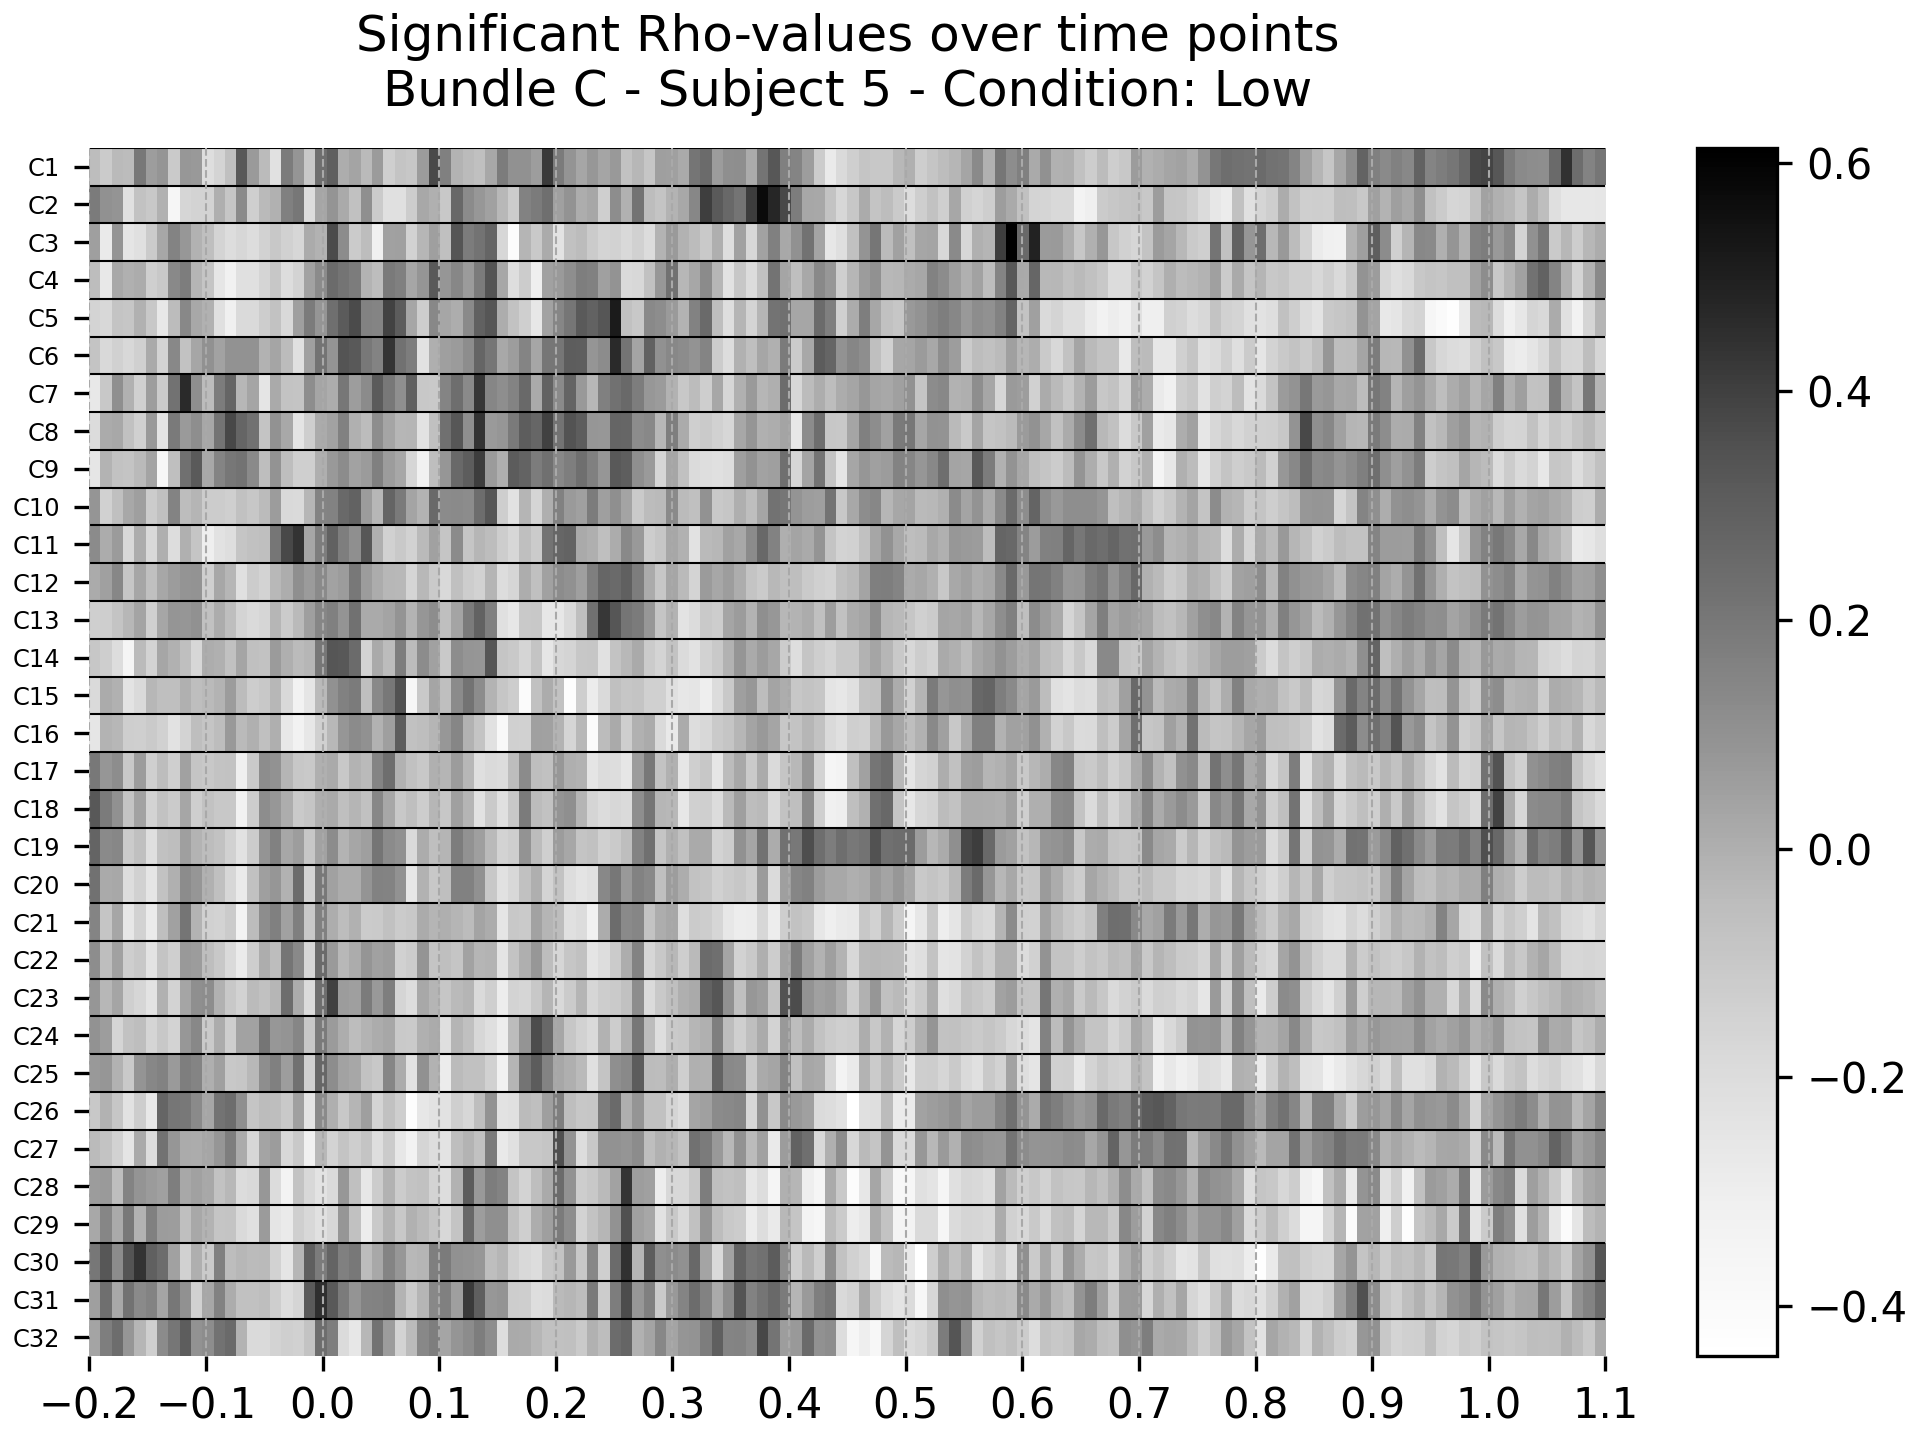 Significant Rho-values over time points
Bundle C - Subject 5 - Condition: Low
C1
C2
C3
C4
C5
C6
C7
C8
C9
C10
C11
C12
C13
C14
C15
C16
C17
C18
C19
C20
C21
C22
C23
C24
C25
C26
C27
C28
C29
C30
C31
C32
−0.2 −0.1 0.0 0.1 0.2 0.3 0.4 0.5 0.6 0.7 0.8 0.9 1.0 1.1
0.6
0.4
0.2
0.0
−0.2
−0.4